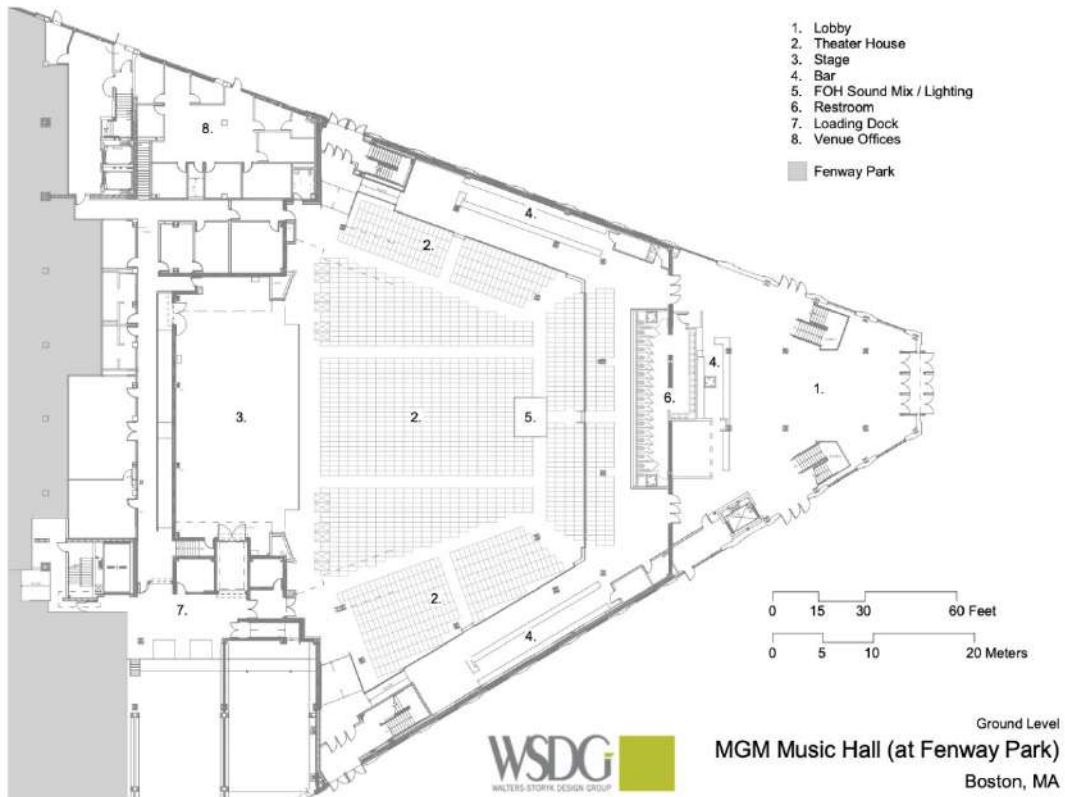 1. Lobby
2. Theater House
3. Stage
4. Bar
5. FOH Sound Mix / Lighting
6. Restroom
7. Loading Dock
8. Venue Offices
Fenway Park
8.
4.
2.
4.
1.
3.
2.
5.
6.
2.
7.
4.
0 15 30 60 Feet
0 5 10 20 Meters
Ground Level
MGM Music Hall (at Fenway Park)
Boston, MA
WSDG
WALTERS-STORYK DESIGN GROUP